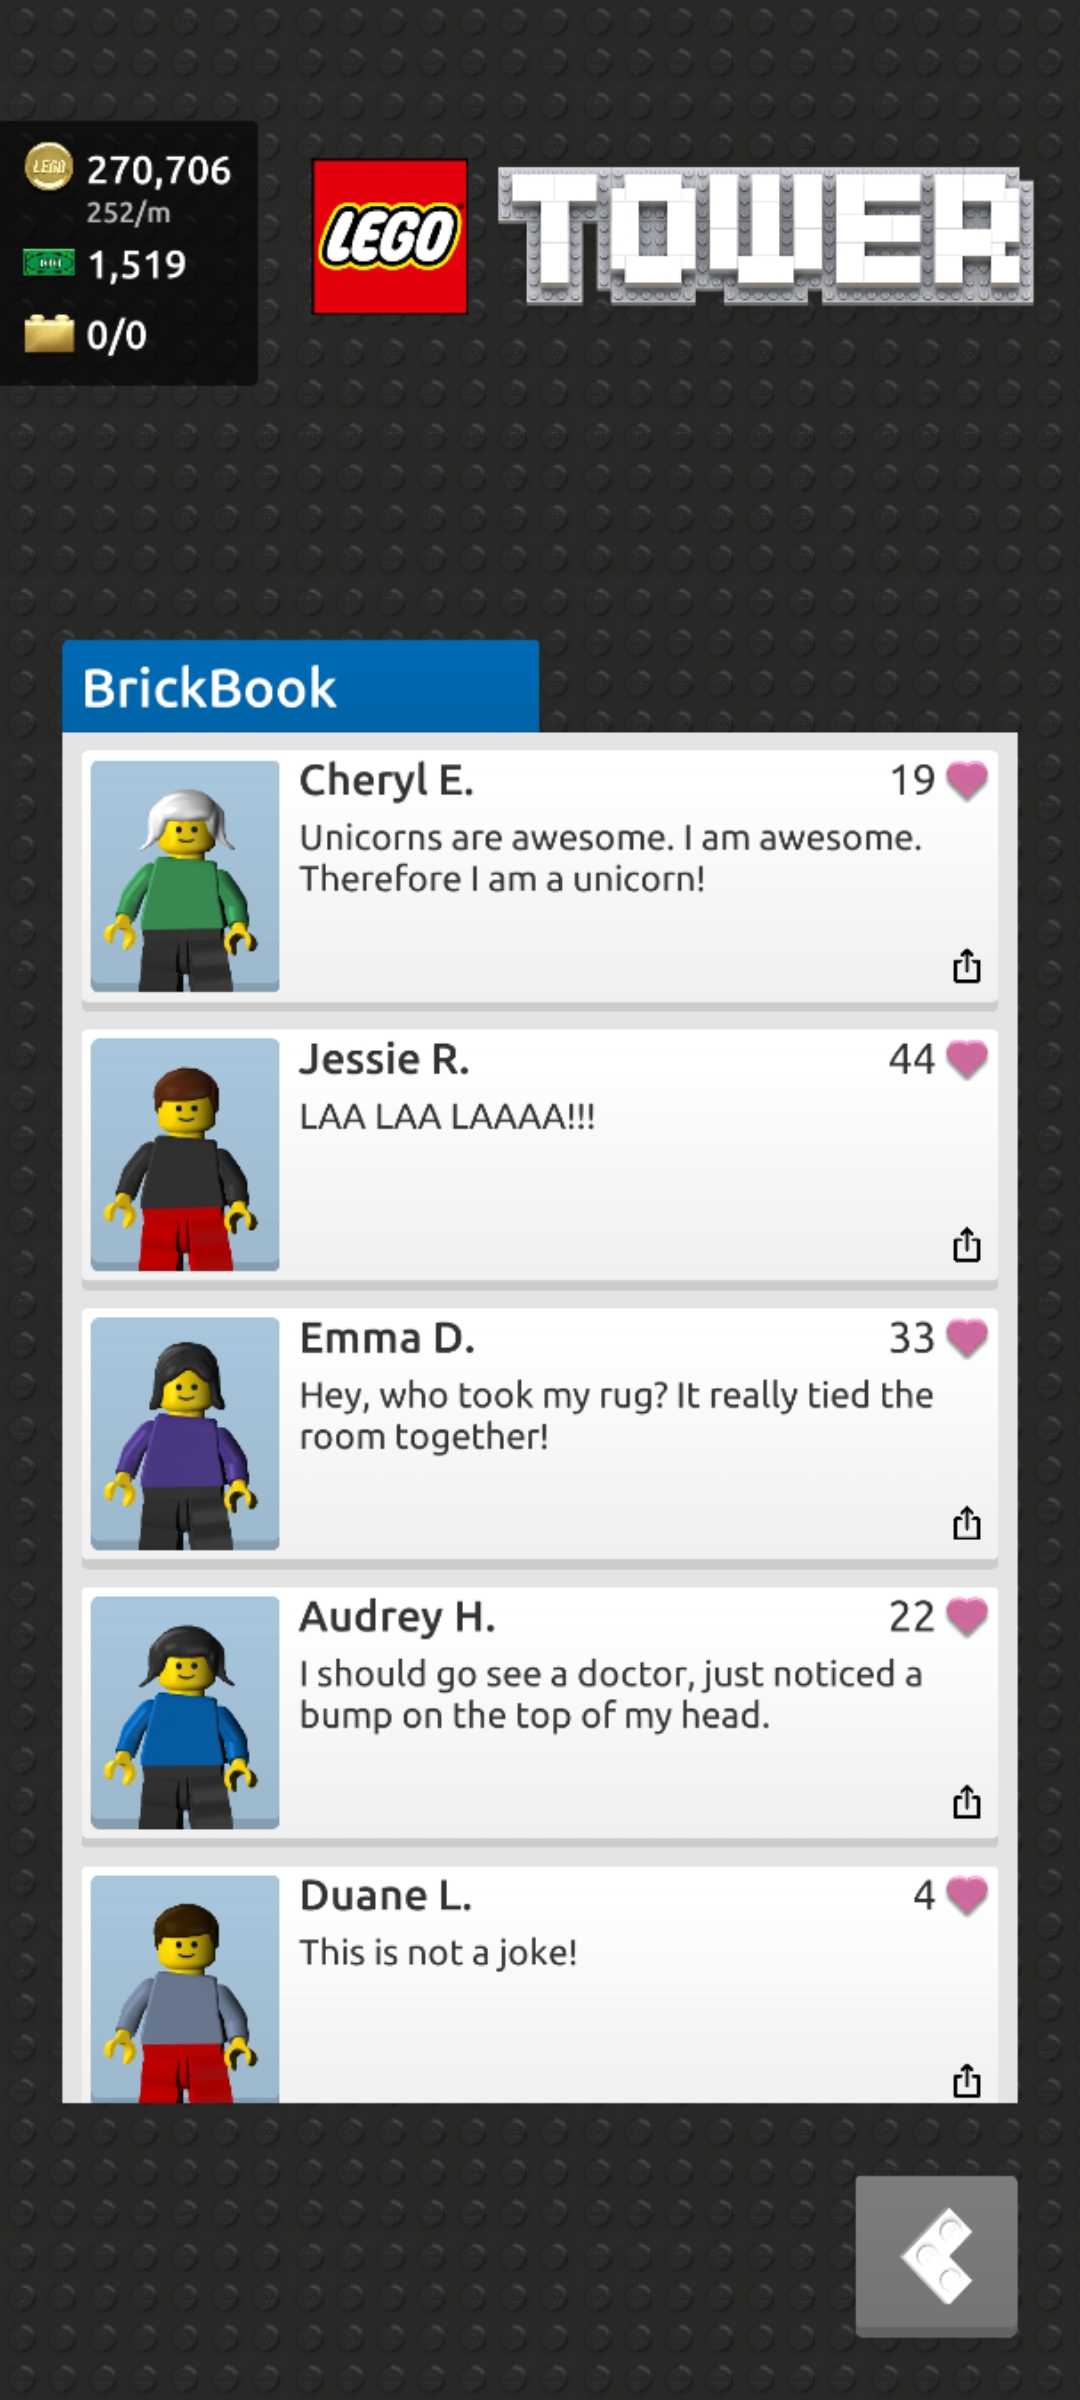 LEGO
270,706
252/m
1,519
0/0
LEGO
TOWER
BrickBook
Cheryl E.
19
Unicorns are awesome. I am awesome.
Therefore I am a unicorn!
Jessie R.
44
LAA LAA LAAAA!!!
Emma D.
33
Hey, who took my rug? It really tied the
room together!
Audrey H.
22
I should go see a doctor, just noticed a
bump on the top of my head.
Duane L.
4
This is not a joke!